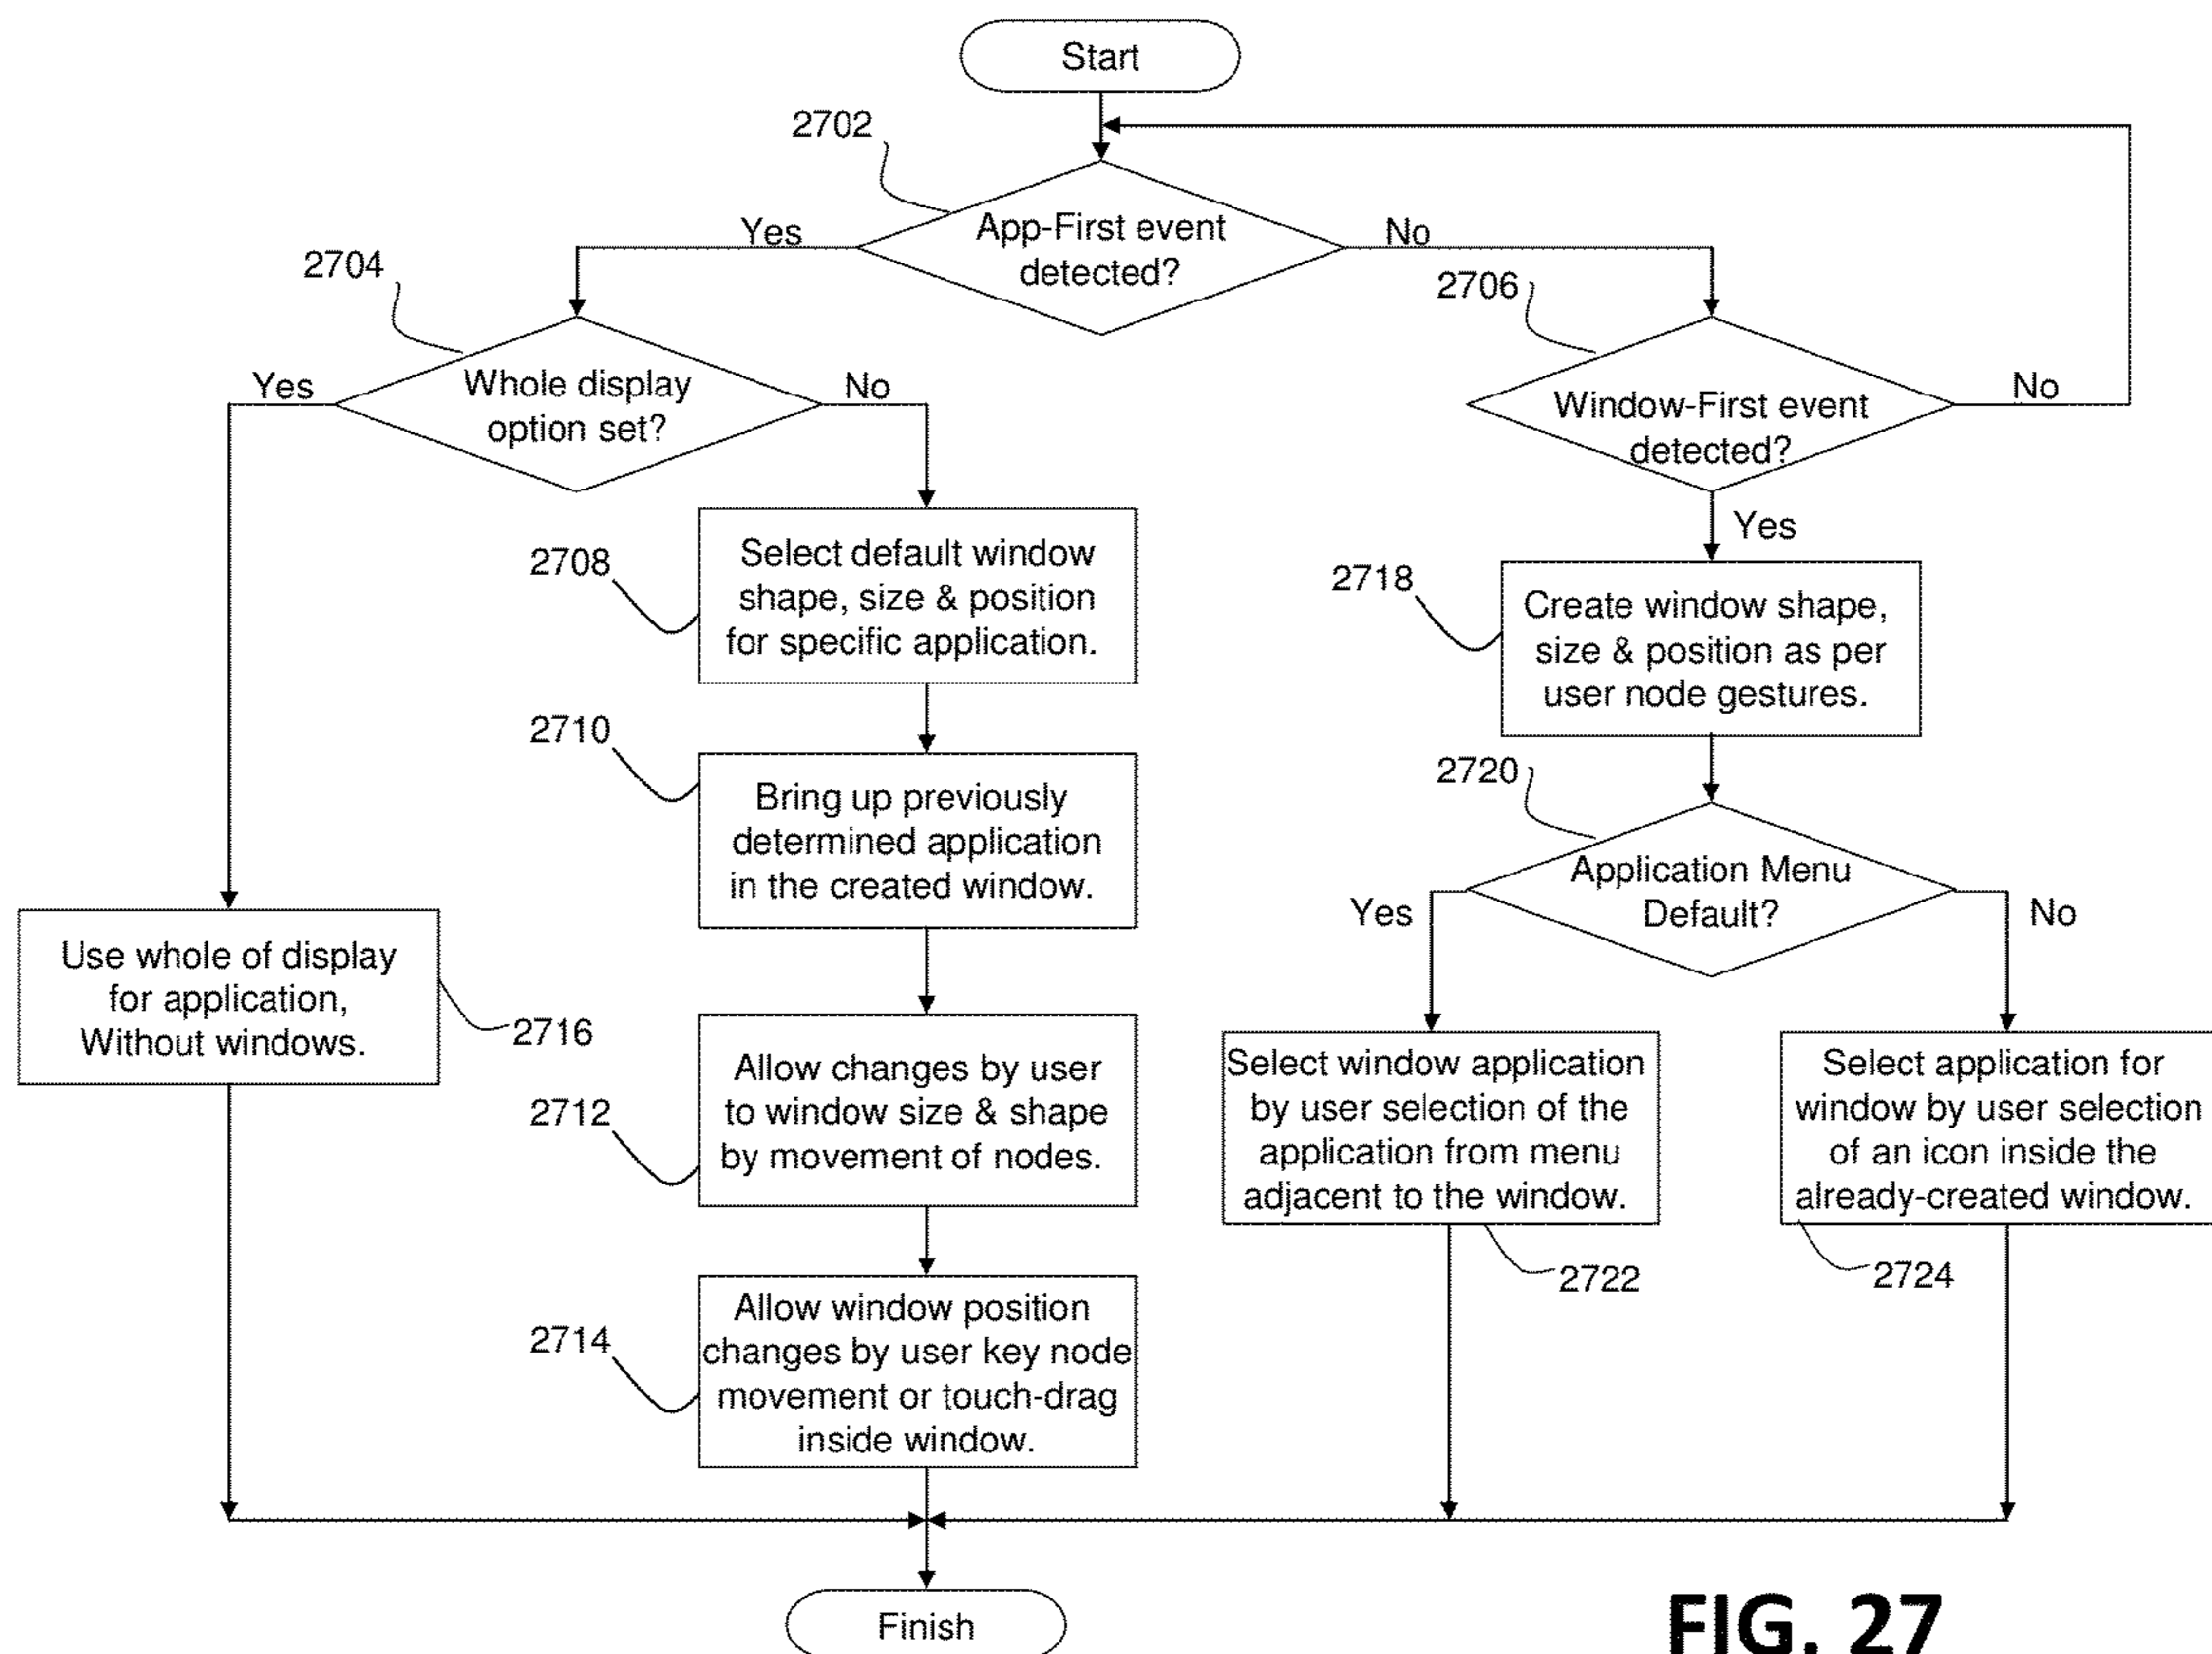 Start
2702
App-First event
detected?
Yes
No
2704
Whole display
option set?
Yes
No
2706
Window-First event
detected?
No
Yes
2708
Select default window
shape, size & position
for specific application.
2718
Create window shape,
size & position as per
user node gestures.
2710
Bring up previously
determined application
in the created window.
2720
Application Menu
Default?
Yes
No
Use whole of display
for application,
Without windows.
2716
2712
Allow changes by user
to window size & shape
by movement of nodes.
Select window application
by user selection of the
application from menu
adjacent to the window.
2722
Select application for
window by user selection
of an icon inside the
already-created window.
2724
2714
Allow window position
changes by user key node
movement or touch-drag
inside window.
Finish
FIG. 27